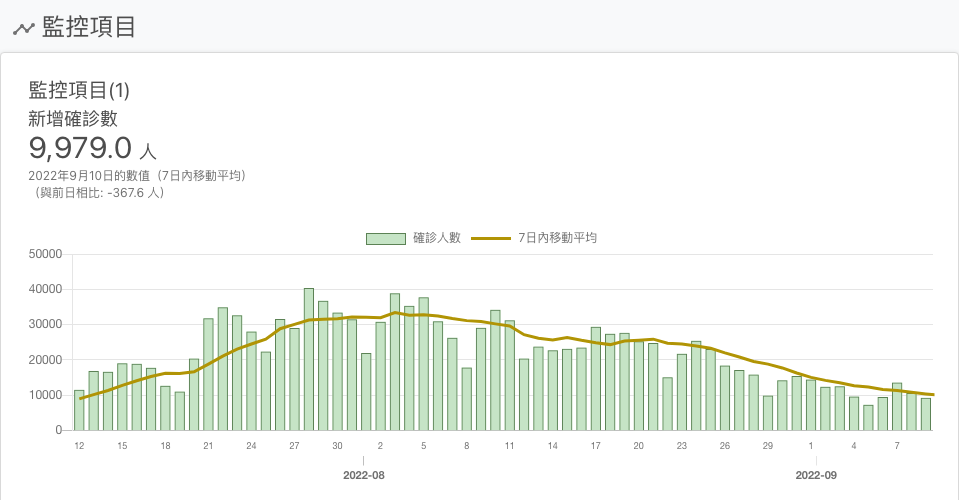 監控項目
監控項目(1)
新增確診數
9,979.0 人
2022年9月10日的數值（7日內移動平均）
（與前日相比: -367.6 人）
確診人數 7日內移動平均
50000
40000
30000
20000
10000
0
12 15 18 21 24 27 30 2 5 8 11 14 17 20 23 26 29 1 4 7
2022-08 2022-09